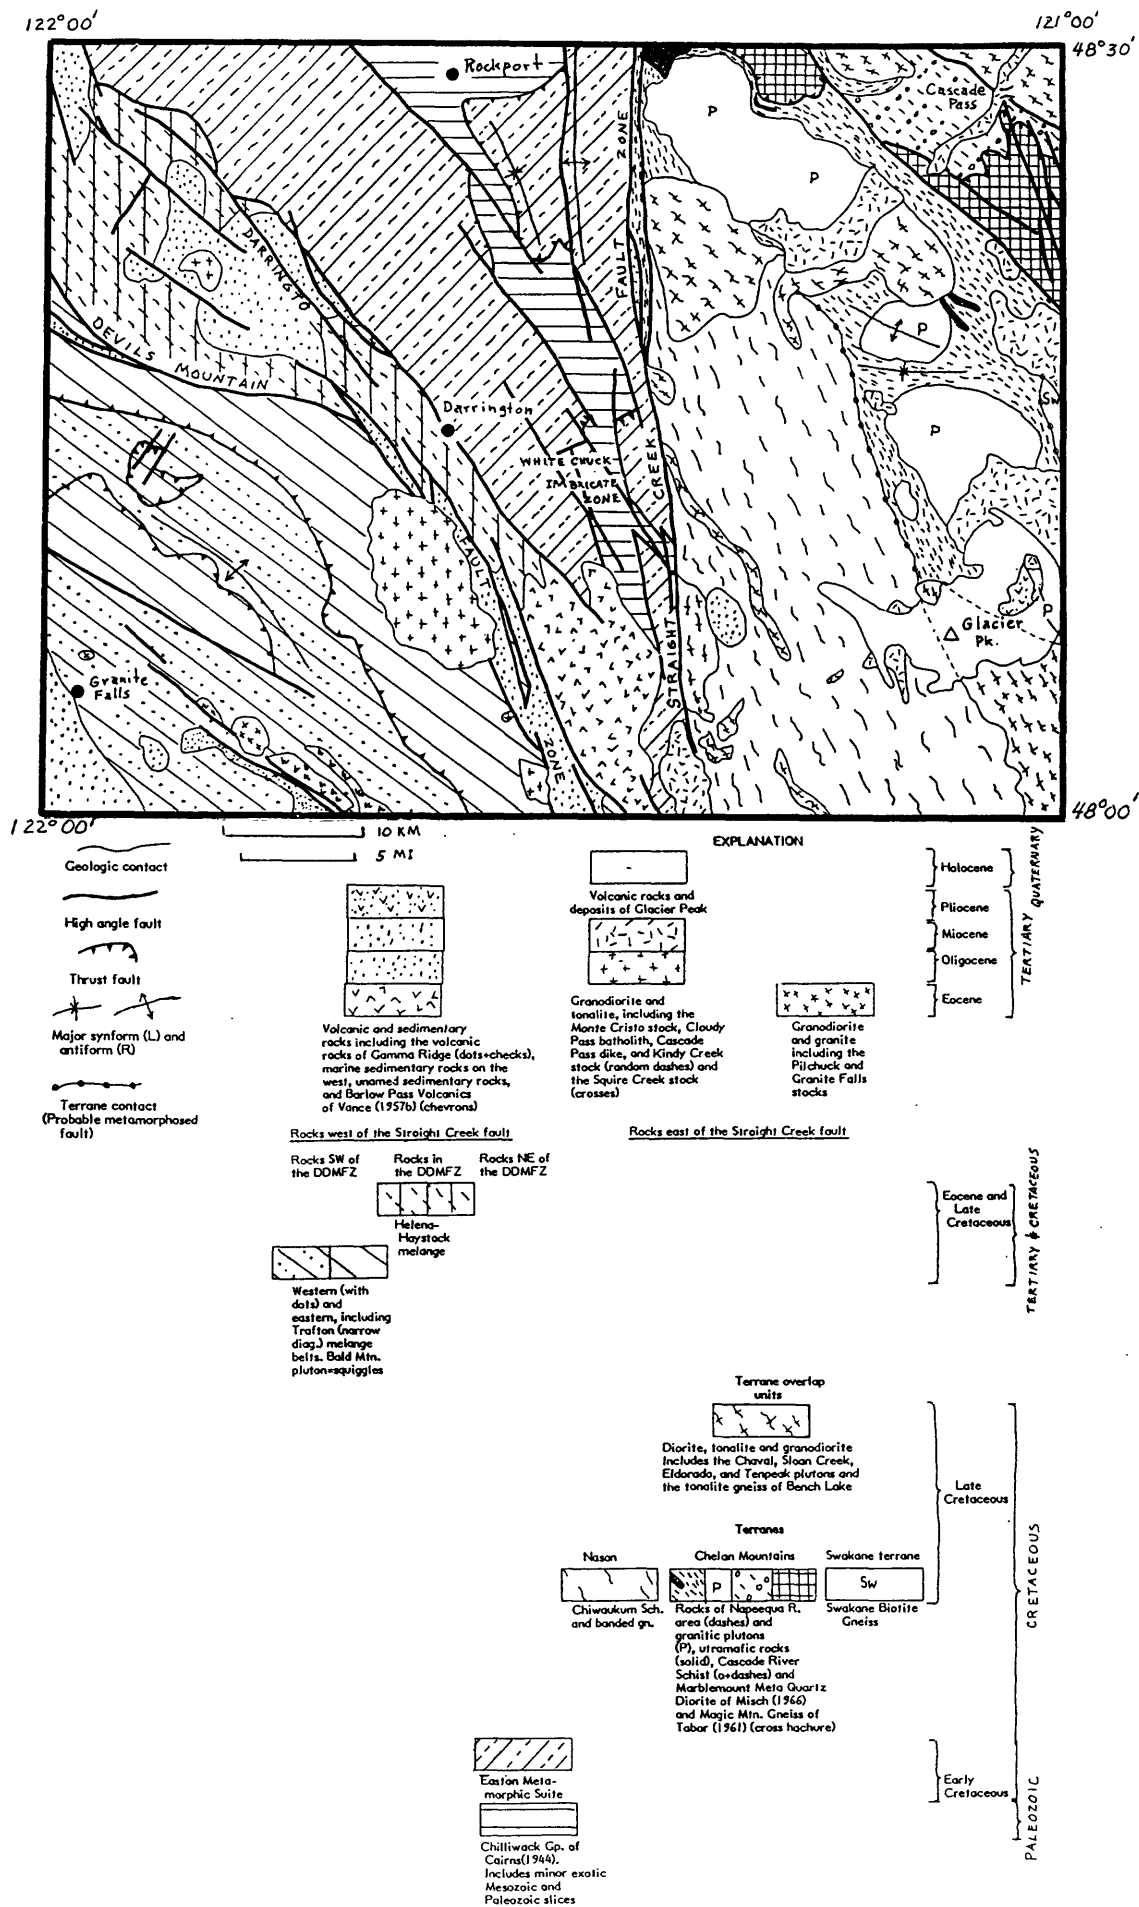 122°00'
121°00'
48°30'
Rockport
Cascade
Pass
P
P
ZONE
FAULT
DARRINGTO
DEVILS
MOUNTAIN
P
Sw
Darrington
P
WHITE CHUCK
IMBRICATE
ZONE
CREEK
FAULT
P
Glacier
Pk.
STRAIGHT
Granite
Falls
ZONE
122°00'
48°00'
10 KM
5 MI
EXPLANATION
Geologic contact
High angle fault
Thrust fault
Major synform (L) and
antiform (R)
Terrane contact
(Probable metamorphosed
fault)
Volcanic rocks and
deposits of Glacier Peak
Holocene
Pliocene
Miocene
Oligocene
Eocene
QUATERNARY
TERTIARY
Volcanic and sedimentary
rocks including the volcanic
rocks of Gamma Ridge (dots+checks),
marine sedimentary rocks on the
west, unamed sedimentary rocks,
and Barlow Pass Volcanics
of Vance (1957b) (chevrons)
Granodiorite and
tonalite, including the
Monte Cristo stock, Cloudy
Pass batholith, Cascade
Pass dike, and Kindy Creek
stock (random dashes) and
the Squire Creek stock
(crosses)
Granodiorite
and granite
including the
Pilchuck and
Granite Falls
stocks
Rocks west of the Stroight Creek fault
Rocks east of the Stroight Creek fault
Rocks SW of
the DDMFZ
Rocks in
the DDMFZ
Rocks NE of
the DDMFZ
Helena-
Haystack
melange
Eocene and
Late
Cretaceous
TERTIRRY & CRETACEOUS
Western (with
dots) and
eastern, including
Trafton (narrow
diag.) melange
belts. Bald Mtn.
pluton=squiggles
Terrane overlap
units
Diorite, tonalite and granodiorite
Includes the Chaval, Sloan Creek,
Eldorado, and Tenpeak plutons and
the tonalite gneiss of Bench Lake
Late
Cretaceous
Terranes
Nason
Chelan Mountains
Swakane terrane
P
Sw
Chiwaukum Sch.
and banded gn.
Rocks of Napeequa R.
area (dashes) and
granitic plutons
(P), utramafic rocks
(solid), Cascade River
Schist (o+dashes) and
Marblemount Meta Quartz
Diorite of Misch (1966)
and Magic Mtn. Gneiss of
Tabor (1961) (cross hachure)
Swakane Biotite
Gneiss
CRETACEOUS
Easton Meta-
morphic Suite
Early
Cretaceous
Chilliwack Gp. of
Cairns(1944).
Includes minor exotic
Mesozoic and
Paleozoic slices
PALEOZOIC